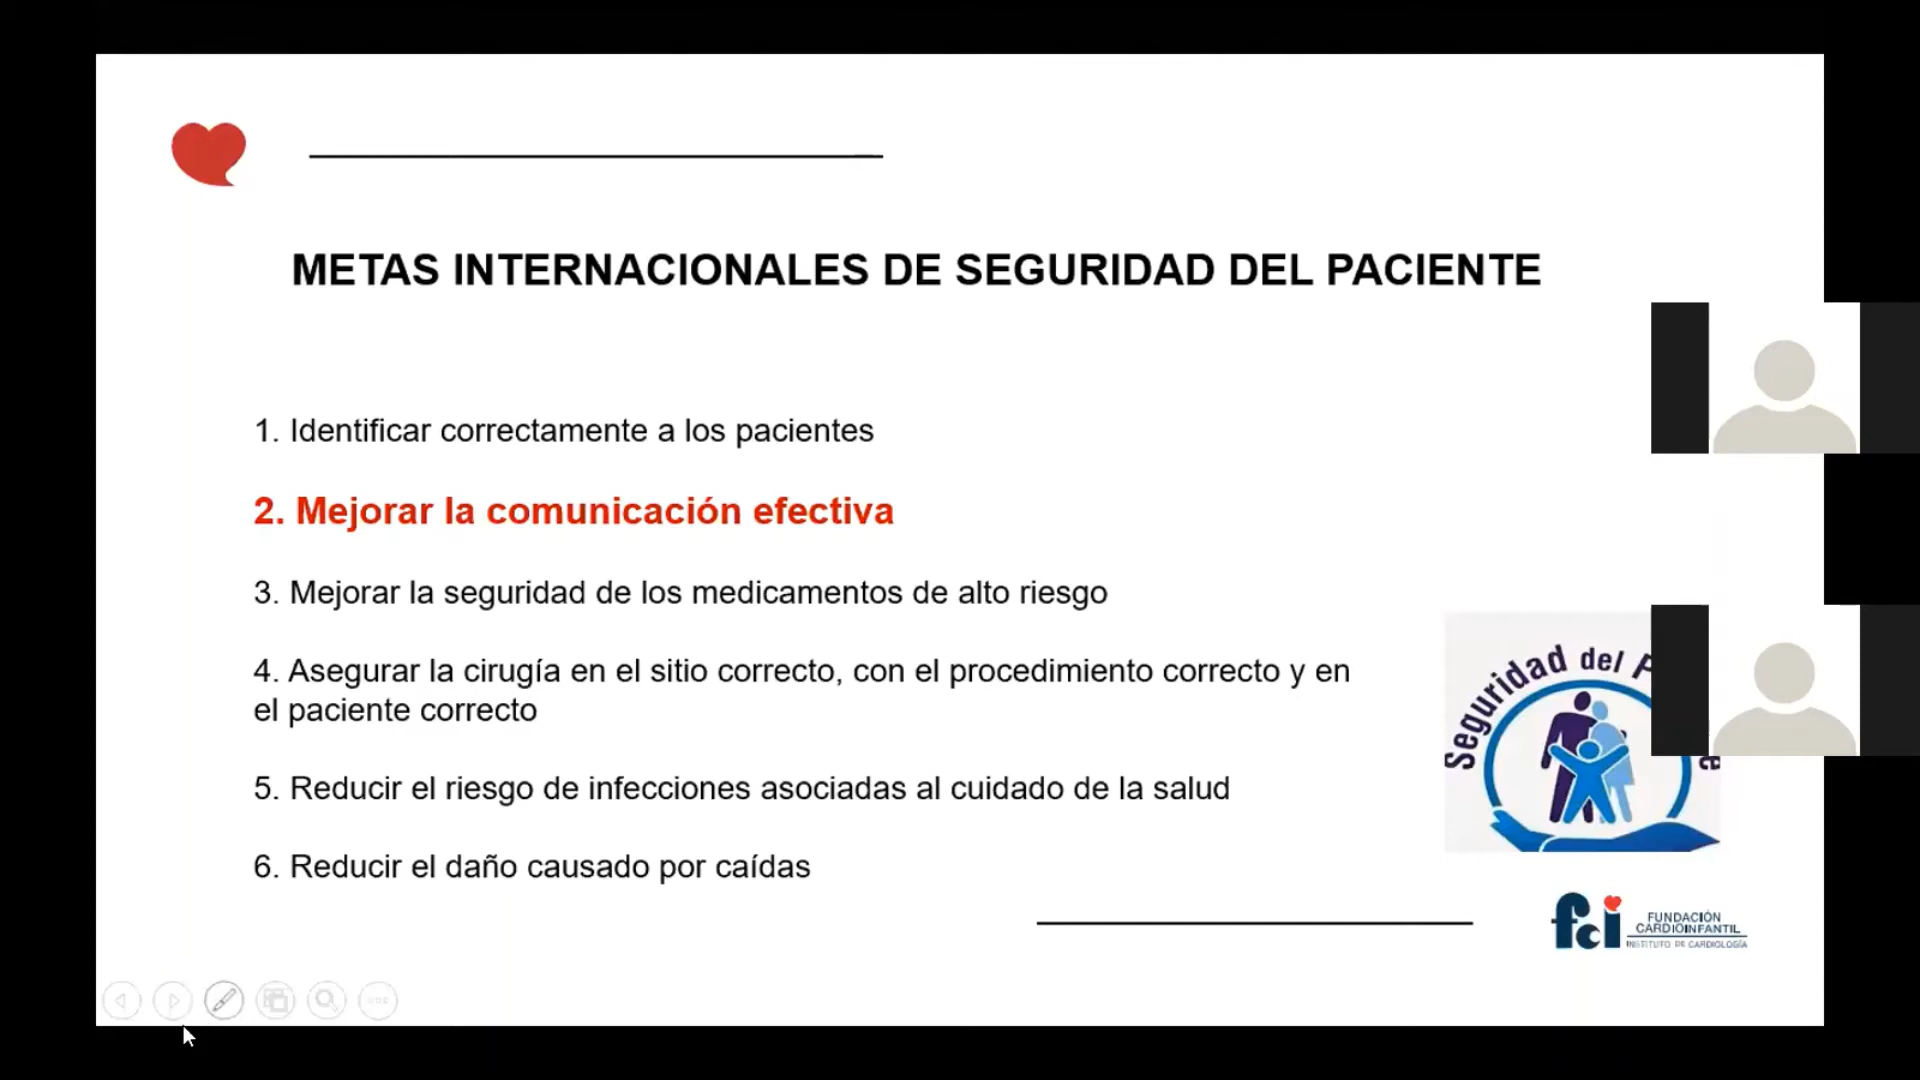 METAS INTERNACIONALES DE SEGURIDAD DEL PACIENTE
1. Identificar correctamente a los pacientes
2. Mejorar la comunicación efectiva
3. Mejorar la seguridad de los medicamentos de alto riesgo
4. Asegurar la cirugía en el sitio correcto, con el procedimiento correcto y en
el paciente correcto
5. Reducir el riesgo de infecciones asociadas al cuidado de la salud
6. Reducir el daño causado por caídas
Seguridad del
fci
FUNDACIÓN
CARDIOINFANTIL
INSTITUTO DE CARDIOLOGÍA